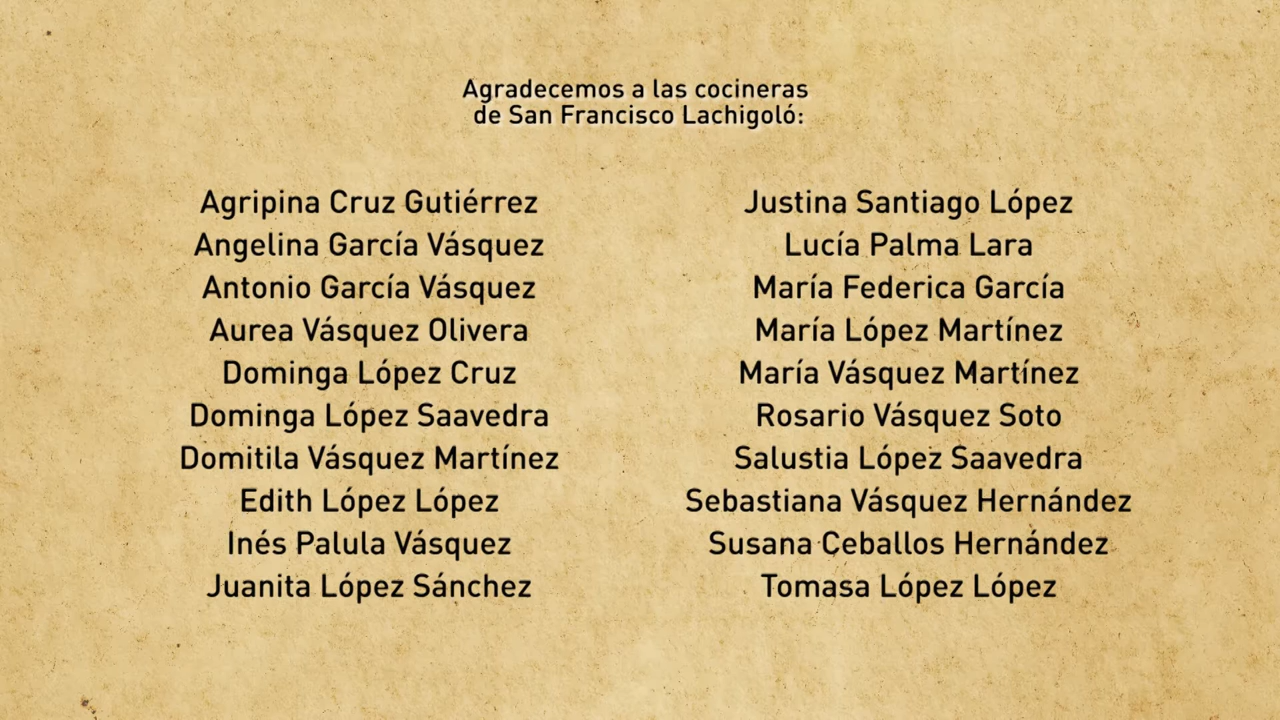 Agradecemos a las cocineras
de San Francisco Lachigoló:
Agripina Cruz Gutiérrez
Angelina García Vásquez
Antonio García Vásquez
Aurea Vásquez Olivera
Dominga López Cruz
Dominga López Saavedra
Domitila Vásquez Martínez
Edith López López
Inés Palula Vásquez
Juanita López Sánchez
Justina Santiago López
Lucía Palma Lara
María Federica García
María López Martínez
María Vásquez Martínez
Rosario Vásquez Soto
Salustia López Saavedra
Sebastiana Vásquez Hernández
Susana Ceballos Hernández
Tomasa López López